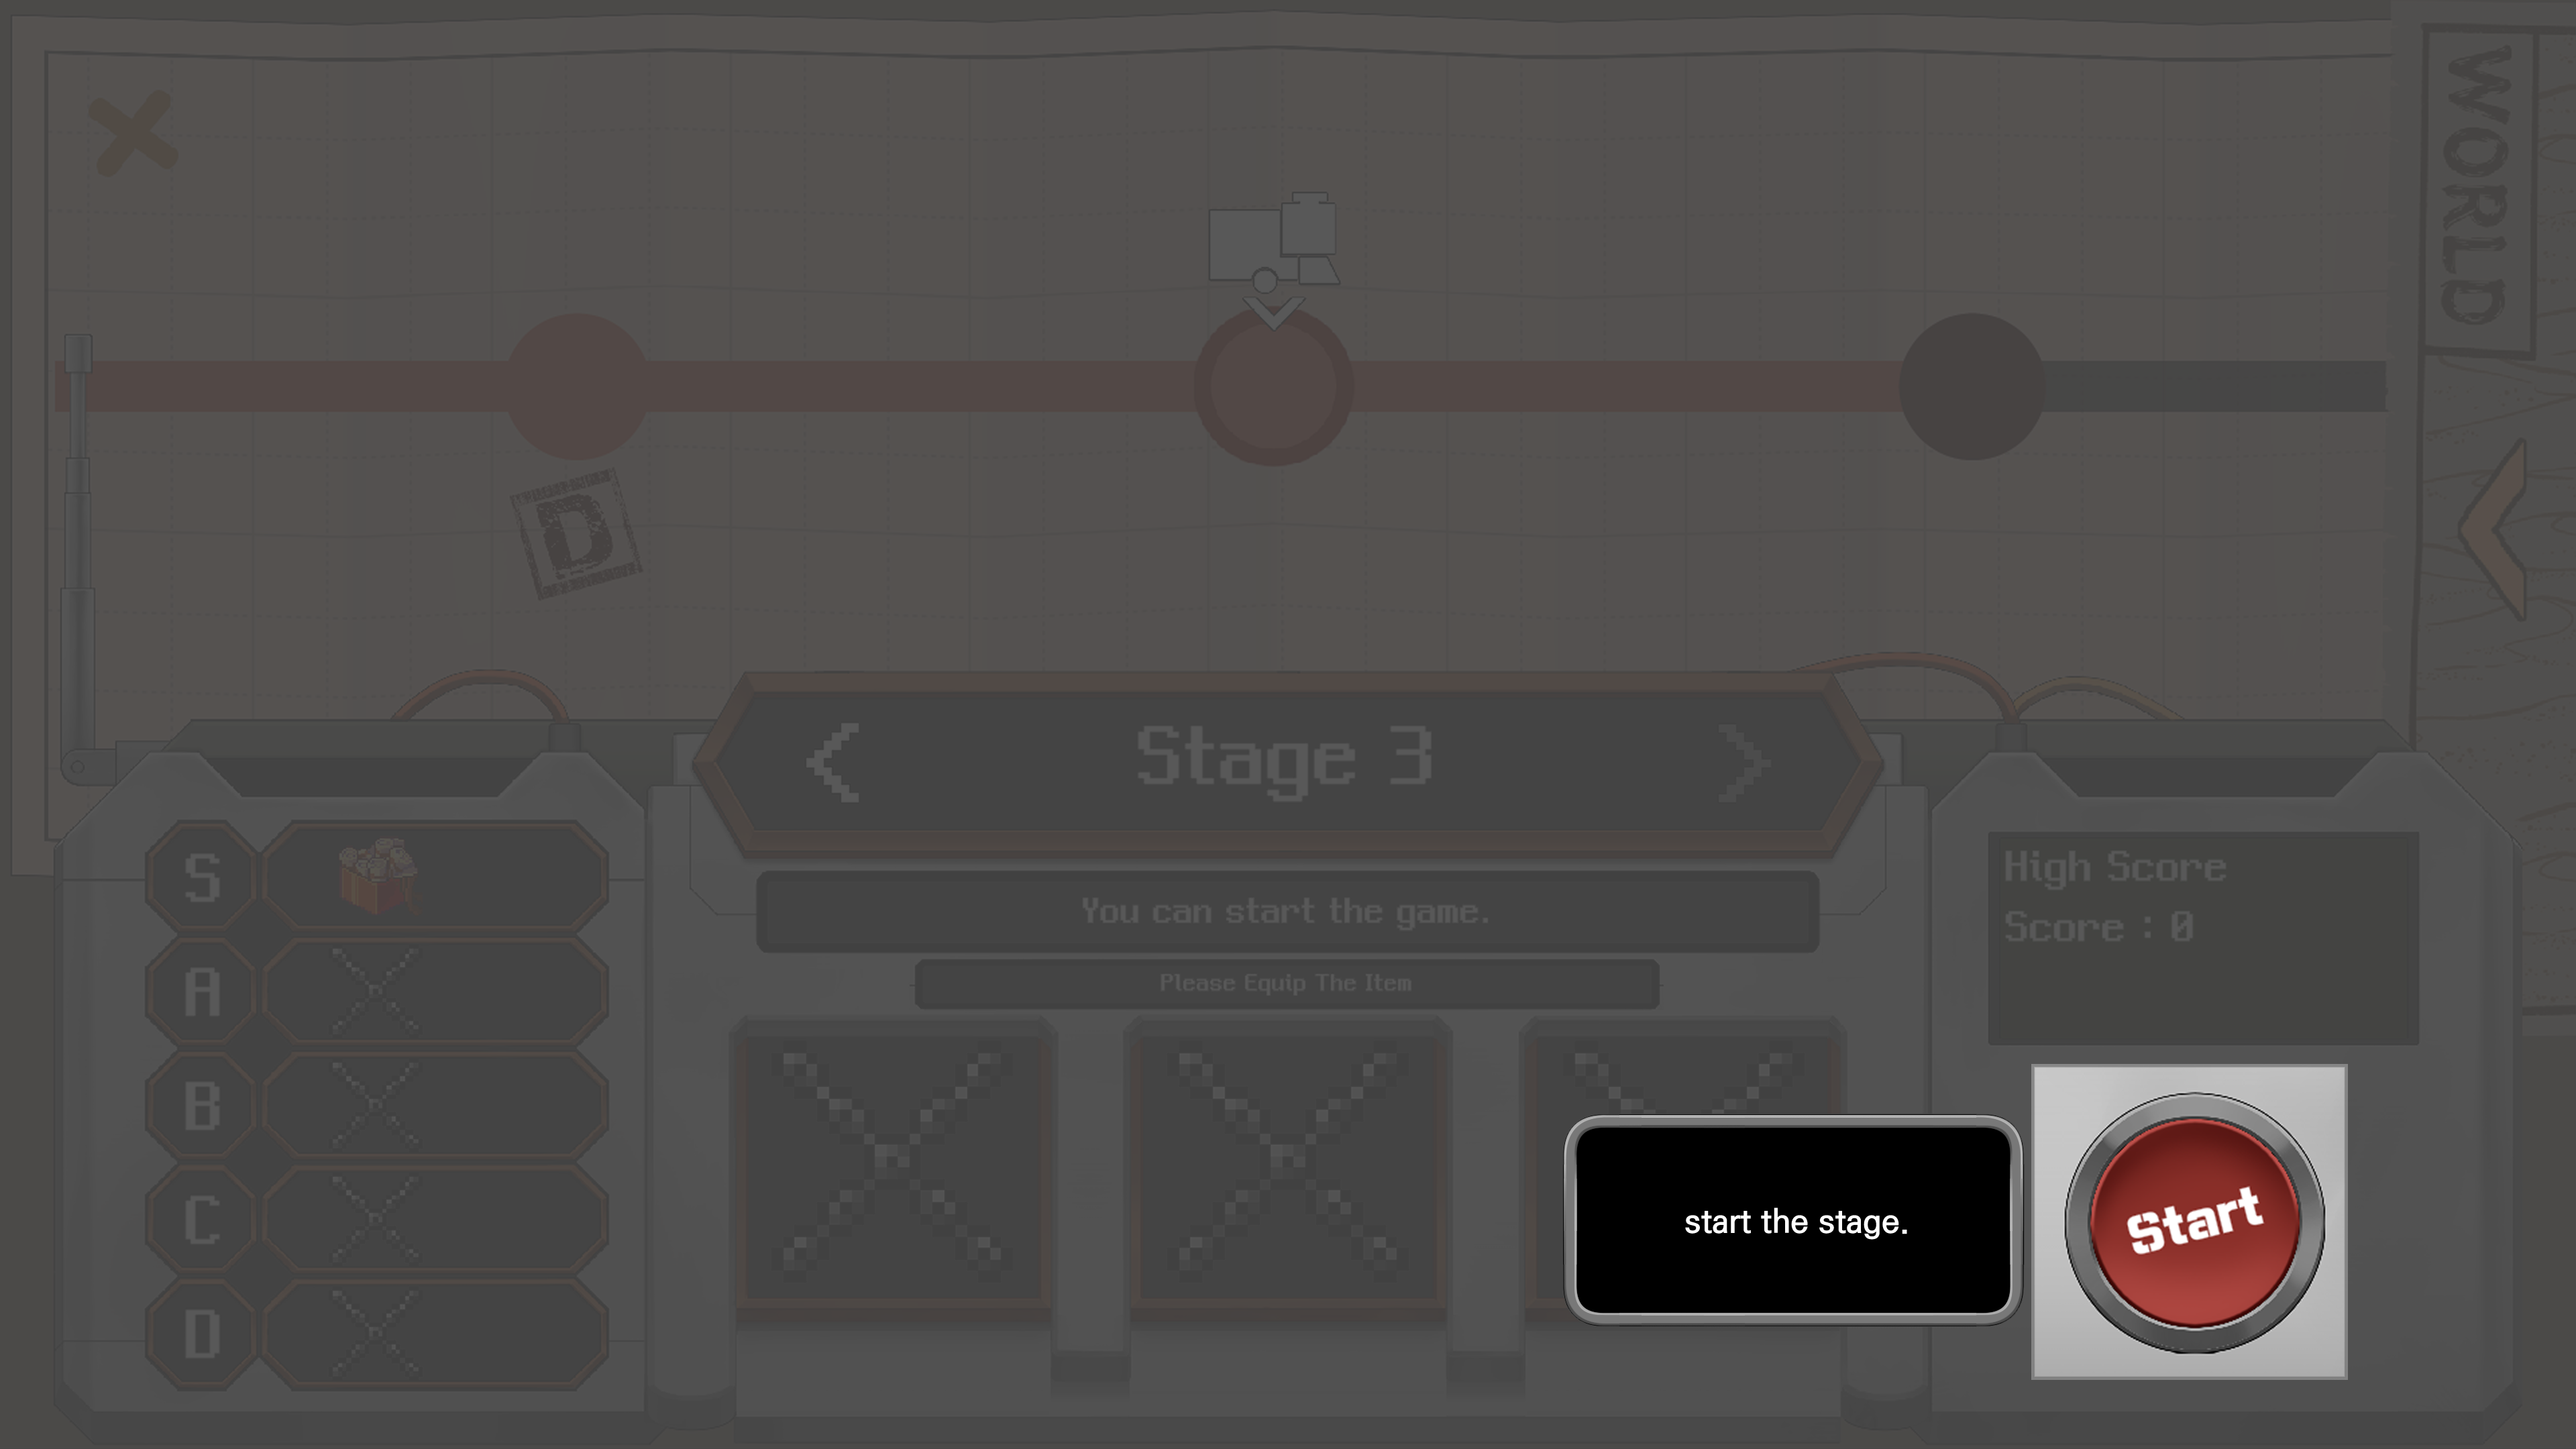 WORLD
D
Stage 3
You can start the game.
Please Equip The Item
S
A
B
C
D
High Score
Score : 0
start the stage.
Start